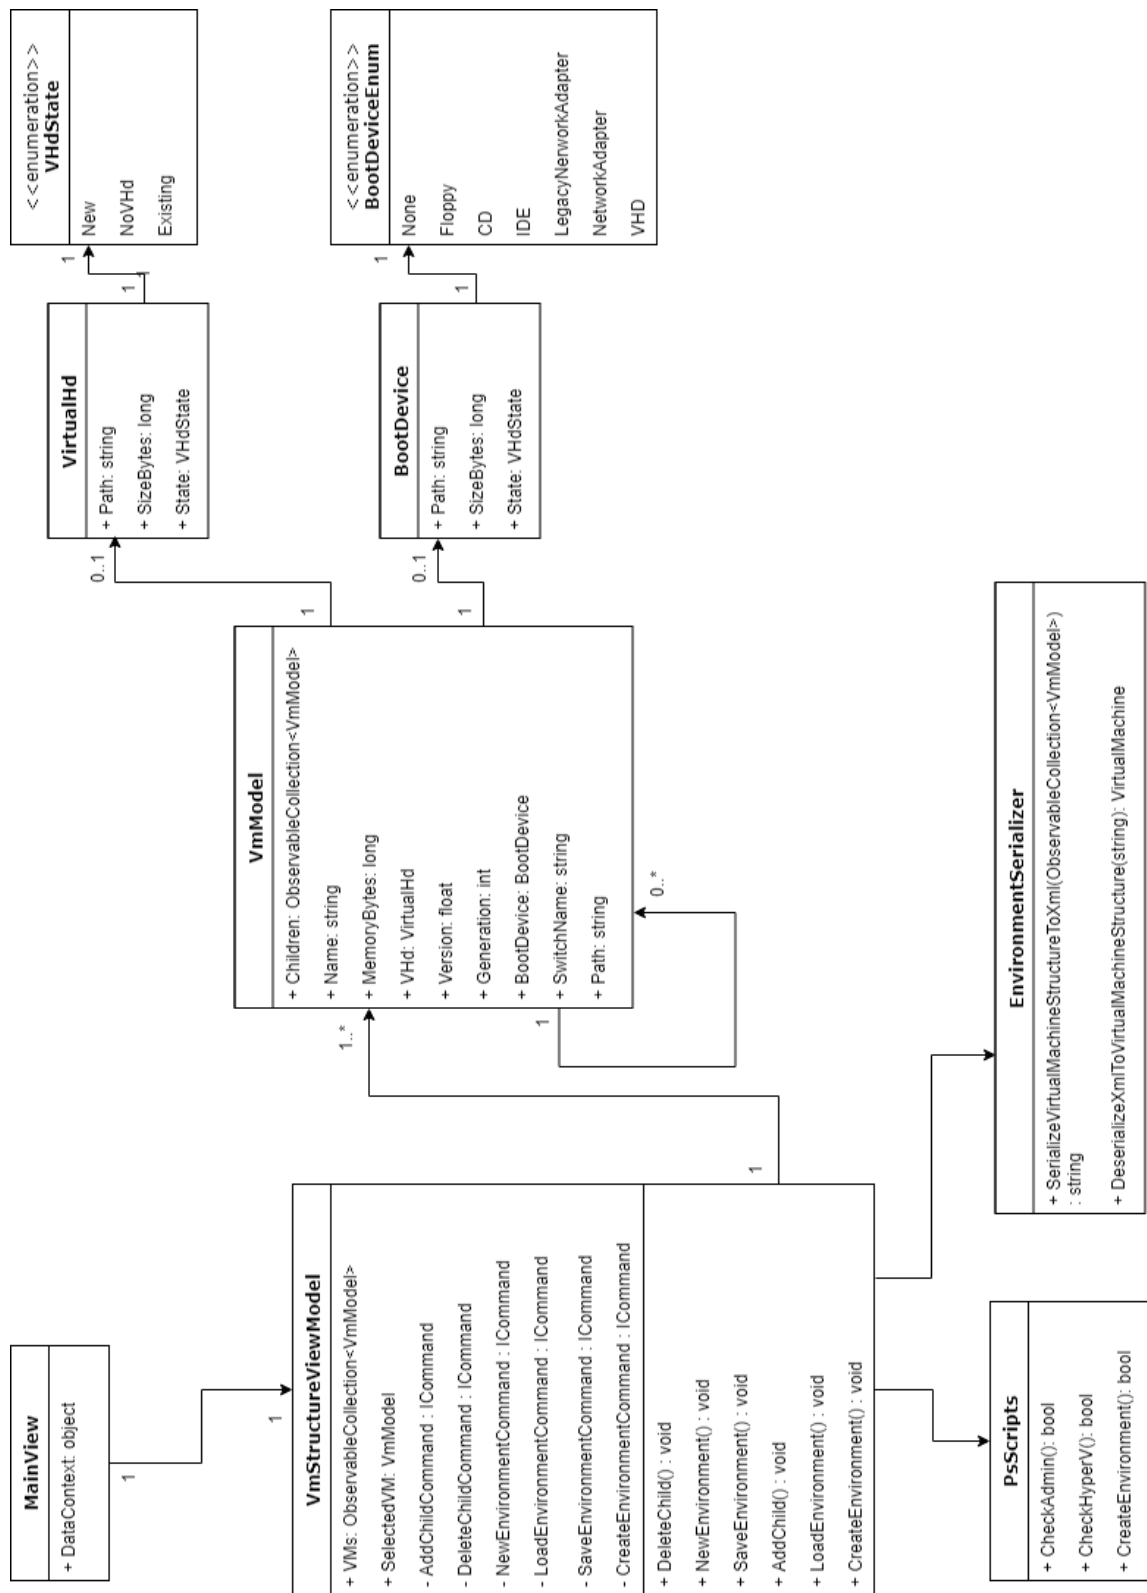 MainView
+ DataContext: object
1
1
VmStructureViewModel
+ VMs: ObservableCollection<VmModel>
+ SelectedVM: VmModel
- AddChildCommand : ICommand
- DeleteChildCommand : ICommand
- NewEnvironmentCommand : ICommand
- LoadEnvironmentCommand : ICommand
- SaveEnvironmentCommand : ICommand
- CreateEnvironmentCommand : ICommand
+ DeleteChild() : void
+ NewEnvironment() : void
+ SaveEnvironment() : void
+ AddChild() : void
+ LoadEnvironment() : void
+ CreateEnvironment() : void
1
1..*
PsScripts
+ CheckAdmin(): bool
+ CheckHyperV(): bool
+ CreateEnvironment(): bool
EnvironmentSerializer
+ SerializeVirtualMachineStructureToXml(ObservableCollection<VmModel>)
: string
+ DeserializeXmlToVirtualMachineStructure(string): VirtualMachine
VmModel
+ Children: ObservableCollection<VmModel>
+ Name: string
+ MemoryBytes: long
+ VHd: VirtualHd
+ Version: float
+ Generation: int
+ BootDevice: BootDevice
+ SwitchName: string
+ Path: string
1
0..*
1
0..1
1
0..1
VirtualHd
+ Path: string
+ SizeBytes: long
+ State: VHdState
1
1
1
BootDevice
+ Path: string
+ SizeBytes: long
+ State: VHdState
1
1
<<enumeration>>
VHdState
New
NoVHd
Existing
<<enumeration>>
BootDeviceEnum
None
Floppy
CD
IDE
LegacyNerworkAdapter
NetworkAdapter
VHD